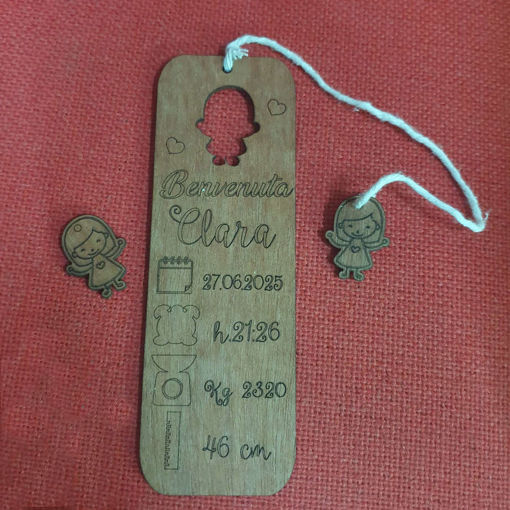 Benvenuta
Clara
27.06.2025
h.21:26
Kg 2320
46 cm